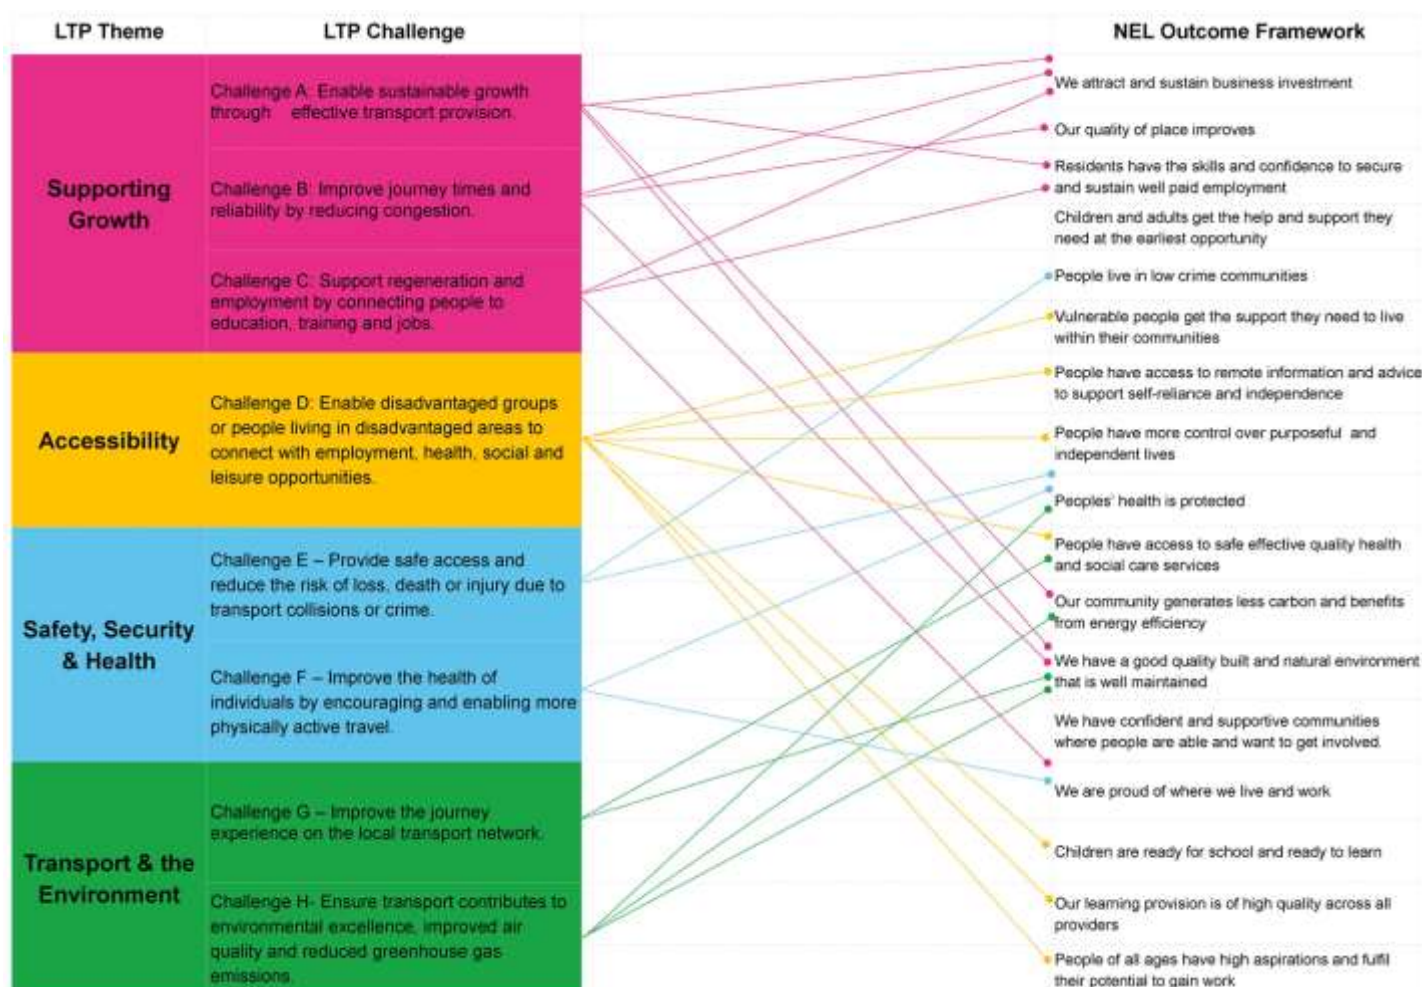 LTP Theme
LTP Challenge
NEL Outcome Framework
Supporting
Growth
Challenge A: Enable sustainable growth
through effective transport provision.
Challenge B: Improve journey times and
reliability by reducing congestion.
Challenge C: Support regeneration and
employment by connecting people to
education, training and jobs.
Accessibility
Challenge D: Enable disadvantaged groups
or people living in disadvantaged areas to
connect with employment, health, social and
leisure opportunities.
Safety, Security
& Health
Challenge E – Provide safe access and
reduce the risk of loss, death or injury due to
transport collisions or crime.
Challenge F – Improve the health of
individuals by encouraging and enabling more
physically active travel.
Transport & the
Environment
Challenge G – Improve the journey
experience on the local transport network.
Challenge H- Ensure transport contributes to
environmental excellence, improved air
quality and reduced greenhouse gas
emissions.
We attract and sustain business investment
Our quality of place improves
Residents have the skills and confidence to secure
and sustain well paid employment
Children and adults get the help and support they
need at the earliest opportunity
People live in low crime communities
Vulnerable people get the support they need to live
within their communities
People have access to remote information and advice
to support self-reliance and independence
People have more control over purposeful and
independent lives
Peoples' health is protected
People have access to safe effective quality health
and social care services
Our community generates less carbon and benefits
from energy efficiency
We have a good quality built and natural environment
that is well maintained
We have confident and supportive communities
where people are able and want to get involved.
We are proud of where we live and work
Children are ready for school and ready to learn
Our learning provision is of high quality across all
providers
People of all ages have high aspirations and fulfil
their potential to gain work